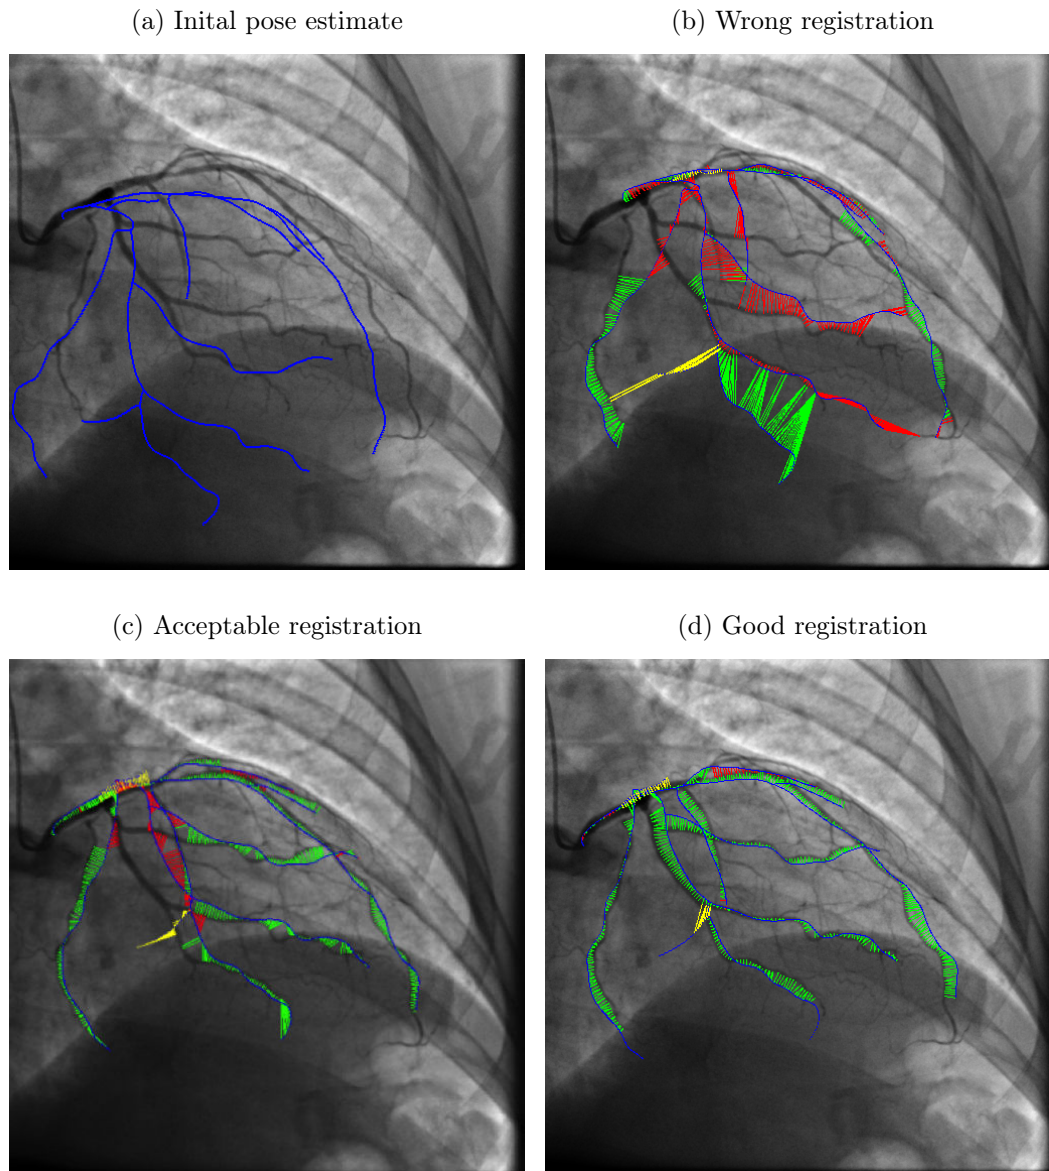 (a) Inital pose estimate
(b) Wrong registration
(c) Acceptable registration
(d) Good registration